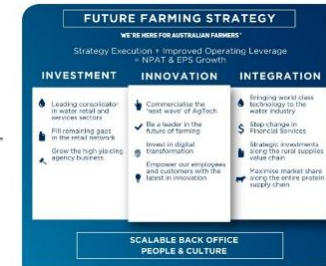 FUTURE FARMING STRATEGY
WE'RE HERE FOR AUSTRALIAN FARMERS"
Strategy Execution + Improved Operating Leverage
= NPAT & EPS Growth
INVESTMENT
Leading consolidator
in water retail and
services sectors
Fill remaining gaps
in the retail network
Grow the high yielding
agency business
INNOVATION
Commercialise the
'next wave' of AgTech
Be a leader in the
future of farming
Invest in digital
transformation
Empower our employees
and customers with the
latest in innovation
INTEGRATION
Bringing world class
technology to the
water industry
Step change in
Financial Services
Strategic investments
along the rural supplies
value chain
Maximise market share
along the entire protein
supply chain
SCALABLE BACK OFFICE
PEOPLE & CULTURE